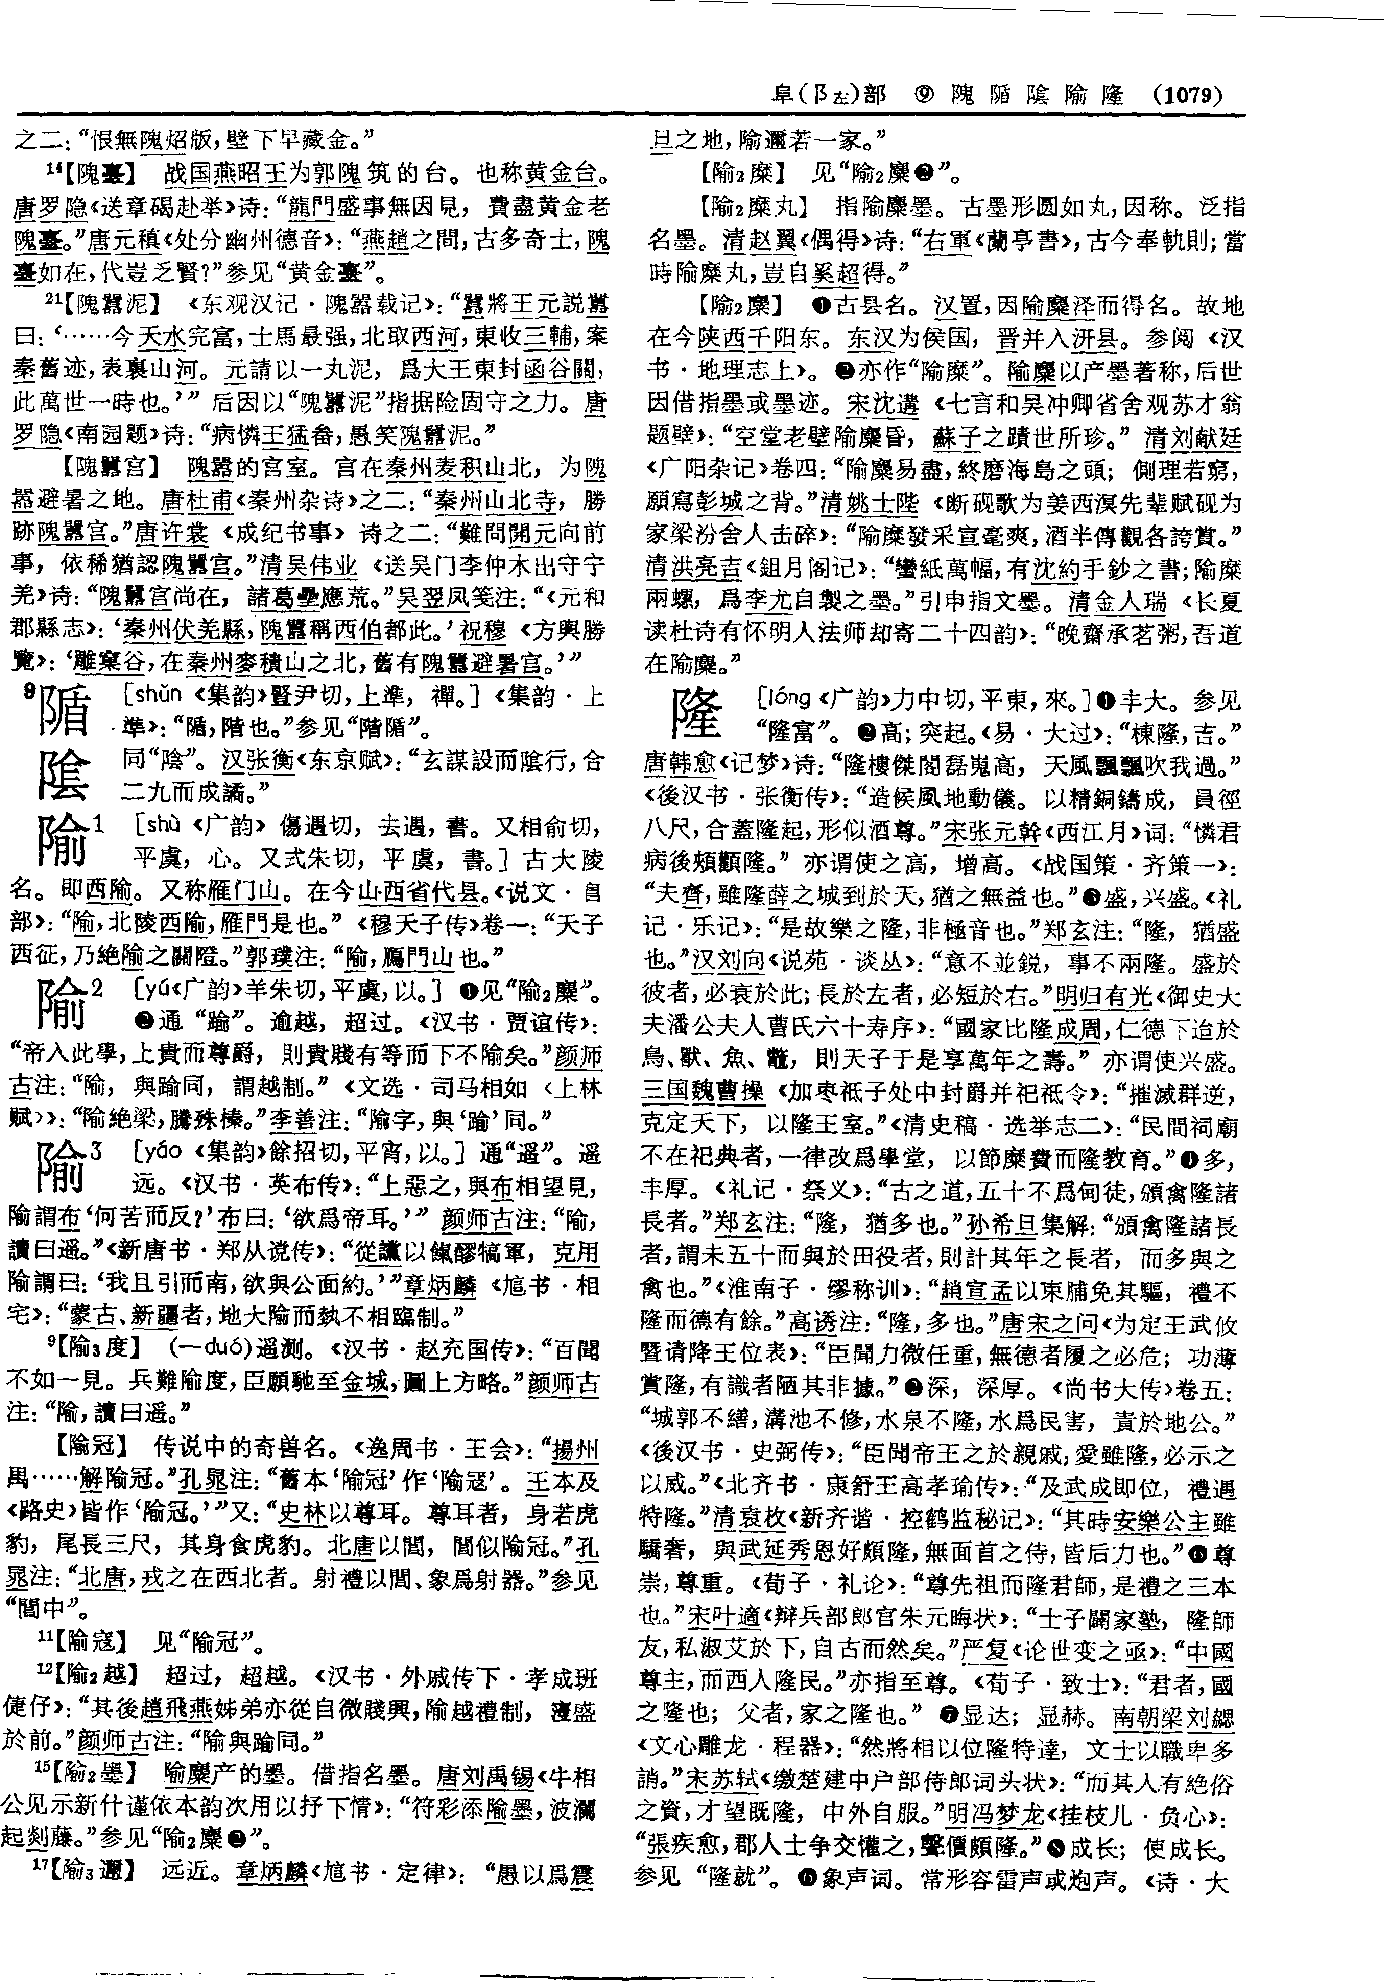 阜(阝左)部 ⑨ 隗 隝 隂 隃 隆 (1079)
之二：“恨無隗炤版，壁下早藏金。”
¹⁴【隗臺】 战国燕昭王为郭隗筑的台。也称黄金台。
唐罗隐《送章碣赴举》诗：“龍門盛事無因見，費盡黄金老
隗臺。”唐元稹《处分幽州德音》：“燕趙之間，古多奇士，隗
臺如在，代豈乏賢？”参见“黄金臺”。
²¹【隗囂泥】 《东观汉记·隗嚣载记》：“囂將王元説囂
曰：‘……今天水完富，士馬最强，北取西河，東收三輔，案
秦舊迹，表裏山河。元請以一丸泥，爲大王東封函谷關，
此萬世一時也。’” 后因以“隗囂泥”指据险固守之力。唐
罗隐《南园题》诗：“病憐王猛畚，愚笑隗囂泥。”
【隗囂宫】 隗嚣的宫室。宫在秦州麦积山北，为隗
嚣避暑之地。唐杜甫《秦州杂诗》之二：“秦州山北寺，勝
跡隗囂宫。”唐许棠《成纪书事》诗之二：“難問開元向前
事，依稀猶認隗囂宫。”清吴伟业《送吴门李仲木出守宁
羌》诗：“隗囂宫尚在，諸葛壘應荒。”吴翌凤笺注：“《元和
郡縣志》：‘秦州伏羌縣，隗囂稱西伯都此。’祝穆《方輿勝
覽》：‘雕窠谷，在秦州麥積山之北，舊有隗囂避暑宫。’”
⁹陙 [shǔn《集韵》豎尹切，上準，禪。]《集韵·上
準》：“，階也。”参见“階”。
隂 同“陰”。汉张衡《东京赋》：“玄謀設而隂行，合
二九而成譎。”
隃¹ [shù《广韵》傷遇切，去遇，書。又相俞切，
平虞，心。又式朱切，平虞，書。]古大陵
名。即西隃。又称雁门山。在今山西省代县。《说文·𨸏
部》：“隃，北陵西隃，雁門是也。”《穆天子传》卷一：“天子
西征，乃絶隃之關隥。”郭璞注：“隃，鴈門山也。”
隃² [yú《广韵》羊朱切，平虞，以。] ❶见“隃₂麋”。
❷通“踰”。逾越，超过。《汉书·贾谊传》：
“帝入此學，上貴而尊爵，則貴賤有等而下不隃矣。”颜师
古注：“隃，與踰同，謂越制。”《文选·司马相如〈上林
赋〉》：“隃絶梁，騰殊榛。”李善注：“隃字，與‘踰’同。”
隃³ [yáo《集韵》餘招切，平宵，以。]通“遥”。遥
远。《汉书·英布传》：“上惡之，與布相望見，
隃謂布‘何苦而反？’布曰：‘欲爲帝耳。’” 颜师古注：“隃，
讀曰遥。”《新唐书·郑从谠传》：“從讜以餼醪犒軍，克用
隃謂曰：‘我且引而南，欲與公面約。’”章炳麟《訄书·相
宅》：“蒙古、新疆者，地大隃而埶不相臨制。”
⁹【隃₃度】 (—duó)遥测。《汉书·赵充国传》：“百聞
不如一見。兵難隃度，臣願馳至金城，圖上方略。”颜师古
注：“隃，讀曰遥。”
【隃冠】 传说中的奇兽名。《逸周书·王会》：“揚州
禺……解隃冠。”孔晁注：“舊本‘隃冠’作‘隃寇’。王本及
《路史》皆作‘隃冠。’”又：“史林以尊耳。尊耳者，身若虎
豹，尾長三尺，其身食虎豹。北唐以閭，閭似隃冠。”孔
晁注：“北唐，戎之在西北者。射禮以閭、象爲射器。”参见
“閭中”。
¹¹【隃寇】 见“隃冠”。
¹²【隃₂越】 超过，超越。《汉书·外戚传下·孝成班
倢伃》：“其後趙飛燕姊弟亦從自微賤興，隃越禮制，寖盛
於前。”颜师古注：“隃與踰同。”
¹⁵【隃₂墨】 隃麋产的墨。借指名墨。唐刘禹锡《牛相
公见示新什谨依本韵次用以抒下情》：“符彩添隃墨，波瀾
起剡藤。”参见“隃₂麋❷”。
¹⁷【隃₃邇】 远近。章炳麟《訄书·定律》：“愚以爲震
旦之地，隃邇若一家。”
【隃₂糜】 见“隃₂麋❷”。
【隃₂糜丸】 指隃麋墨。古墨形圆如丸，因称。泛指
名墨。清赵翼《偶得》诗：“右軍《蘭亭書》，古今奉軌則；當
時隃糜丸，豈自奚超得。”
【隃₂麋】 ❶古县名。汉置，因隃麋泽而得名。故地
在今陕西千阳东。东汉为侯国，晋并入汧县。参阅《汉
书·地理志上》。❷亦作“隃糜”。隃麋以产墨著称，后世
因借指墨或墨迹。宋沈遘《七言和吴冲卿省舍观苏才翁
题壁》：“空堂老壁隃麋昏，蘇子之蹟世所珍。”清刘献廷
《广阳杂记》卷四：“隃麋易盡，終磨海島之頭；側理若窮，
願寫彭城之背。”清姚士陛《断砚歌为姜西溟先辈赋砚为
家梁汾舍人击碎》：“隃糜發采宣毫爽，酒半傳觀各誇賞。”
清洪亮吉《鉏月阁记》：“蠻紙萬幅，有沈約手鈔之書；隃糜
兩螺，爲李尤自製之墨。”引申指文墨。清金人瑞《长夏
读杜诗有怀明人法师却寄二十四韵》：“晚齋承茗粥，吾道
在隃麋。”
隆 [lóng《广韵》力中切，平東，來。]❶丰大。参见
“隆富”。❷高；突起。《易·大过》：“棟隆，吉。”
唐韩愈《记梦》诗：“隆樓傑閣磊嵬高，天風飄飄吹我過。”
《後汉书·张衡传》：“造候風地動儀。以精銅鑄成，員徑
八尺，合蓋隆起，形似酒尊。”宋张元幹《西江月》词：“憐君
病後頰顴隆。”亦谓使之高，增高。《战国策·齐策一》：
“夫齊，雖隆薛之城到於天，猶之無益也。”❸盛，兴盛。《礼
记·乐记》：“是故樂之隆，非極音也。”郑玄注：“隆，猶盛
也。”汉刘向《说苑·谈丛》：“意不並鋭，事不兩隆。盛於
彼者，必衰於此；長於左者，必短於右。”明归有光《御史大
夫潘公夫人曹氏六十寿序》：“國家比隆成周，仁德下迨於
鳥、獸、魚、鼈，則天子于是享萬年之壽。”亦谓使兴盛。
三国魏曹操《加枣祗子处中封爵并祀祗令》：“摧滅群逆，
克定天下，以隆王室。”《清史稿·选举志二》：“民間祠廟
不在祀典者，一律改爲學堂，以節糜費而隆教育。”❹多，
丰厚。《礼记·祭义》：“古之道，五十不爲甸徒，頒禽隆諸
長者。”郑玄注：“隆，猶多也。”孙希旦集解：“頒禽隆諸長
者，謂未五十而與於田役者，則計其年之長者，而多與之
禽也。”《淮南子·缪称训》：“趙宣孟以束脯免其軀，禮不
隆而德有餘。”高诱注：“隆，多也。”唐宋之问《为定王武攸
暨请降王位表》：“臣聞力微任重，無德者履之必危；功薄
賞隆，有識者陋其非據。”❺深，深厚。《尚书大传》卷五：
“城郭不繕，溝池不修，水泉不隆，水爲民害，責於地公。”
《後汉书·史弼传》：“臣聞帝王之於親戚，愛雖隆，必示之
以威。”《北齐书·康舒王高孝瑜传》：“及武成即位，禮遇
特隆。”清袁枚《新齐谐·控鹤监秘记》：“其時安樂公主雖
驕奢，與武延秀恩好頗隆，無面首之侍，皆后力也。”❻尊
崇；尊重。《荀子·礼论》：“尊先祖而隆君師，是禮之三本
也。”宋叶適《辩兵部郎官朱元晦状》：“士子闢家塾，隆師
友，私淑艾於下，自古而然矣。”严复《论世变之亟》：“中國
尊主，而西人隆民。”亦指至尊。《荀子·致士》：“君者，國
之隆也；父者，家之隆也。” ❼显达；显赫。南朝梁刘勰
《文心雕龙·程器》：“然將相以位隆特達，文士以職卑多
誚。”宋苏轼《缴楚建中户部侍郎词头状》：“而其人有絶俗
之資，才望既隆，中外自服。”明冯梦龙《挂枝儿·负心》：
“張疾愈，郡人士争交懽之，聲價頗隆。”❽成长；使成长。
参见“隆就”。❾象声词。常形容雷声或炮声。《诗·大